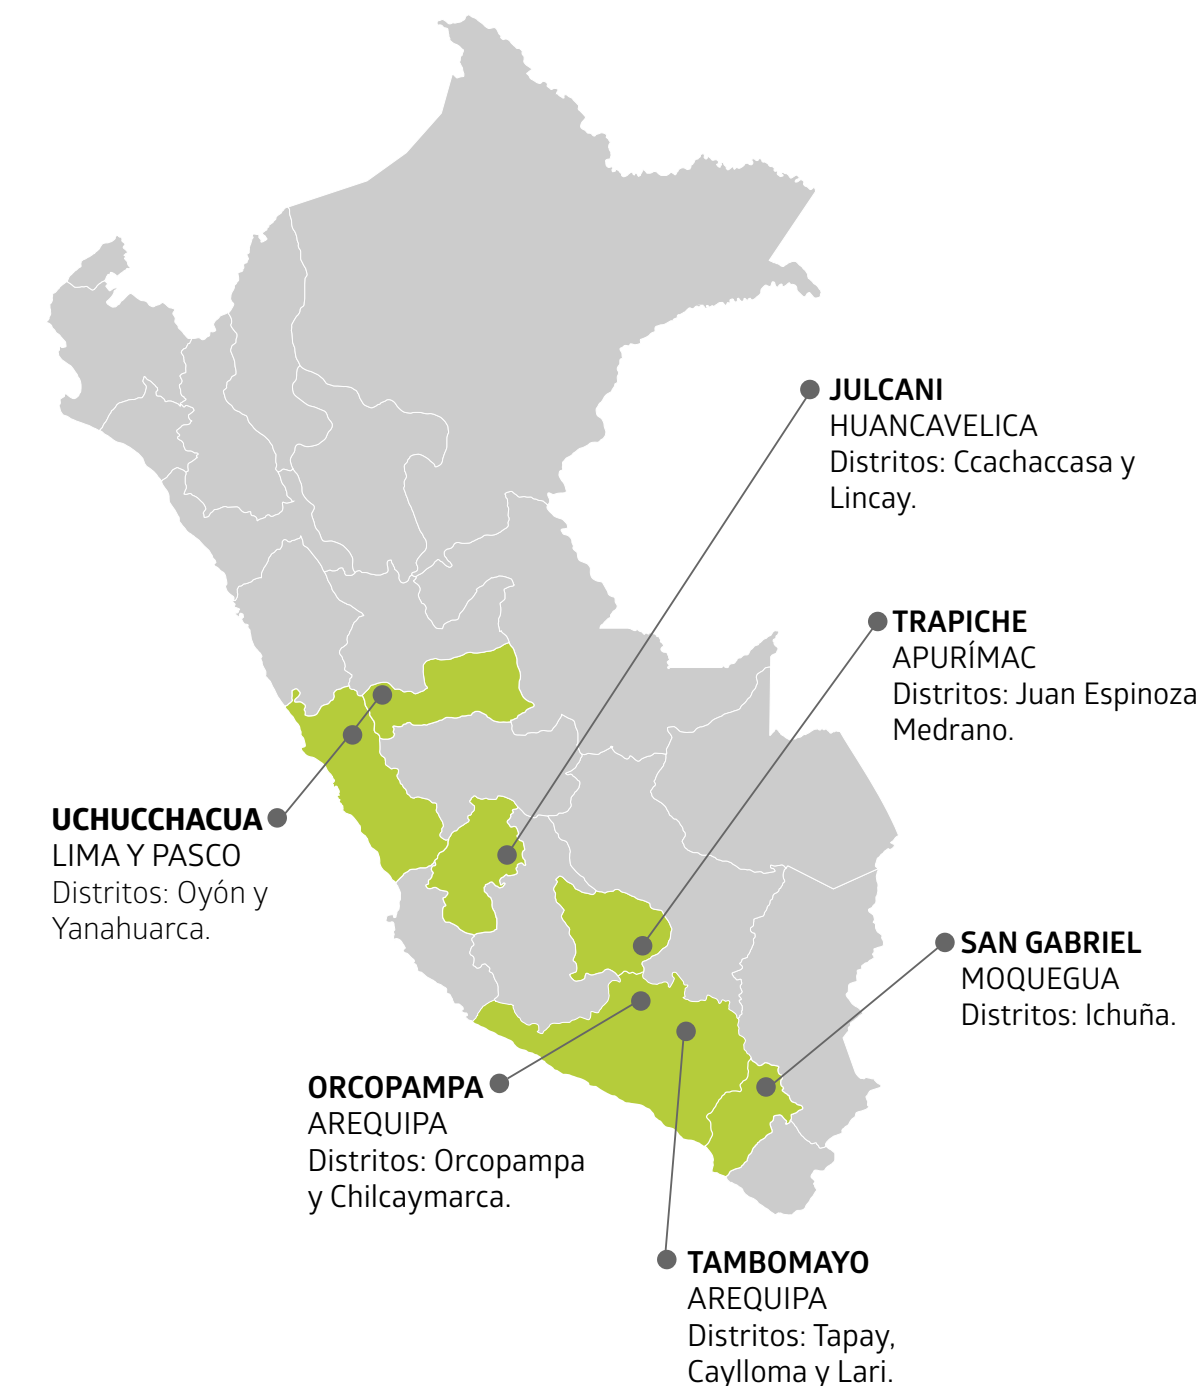 JULCANI
HUANCAVELICA
Distritos: Ccachaccasa y
Lincay.
TRAPICHE
APURÍMAC
Distritos: Juan Espinoza
Medrano.
UCHUCCHACUA
LIMA Y PASCO
Distritos: Oyón y
Yanahuarca.
SAN GABRIEL
MOQUEGUA
Distritos: Ichuña.
ORCOPAMPA
AREQUIPA
Distritos: Orcopampa
y Chilcaymarca.
TAMBOMAYO
AREQUIPA
Distritos: Tapay,
Caylloma y Lari.